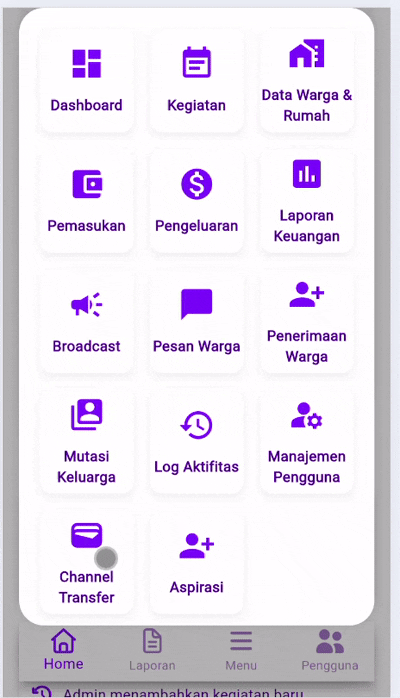 Dashboard
Kegiatan
Data Warga &
Rumah
Pemasukan
Pengeluaran
Laporan
Keuangan
Broadcast
Pesan Warga
Penerimaan
Warga
Mutasi
Keluarga
Log Aktifitas
Manajemen
Pengguna
Channel
Transfer
Aspirasi
Home
Laporan
Menu
Pengguna
Admin menambahkan kegiatan baru